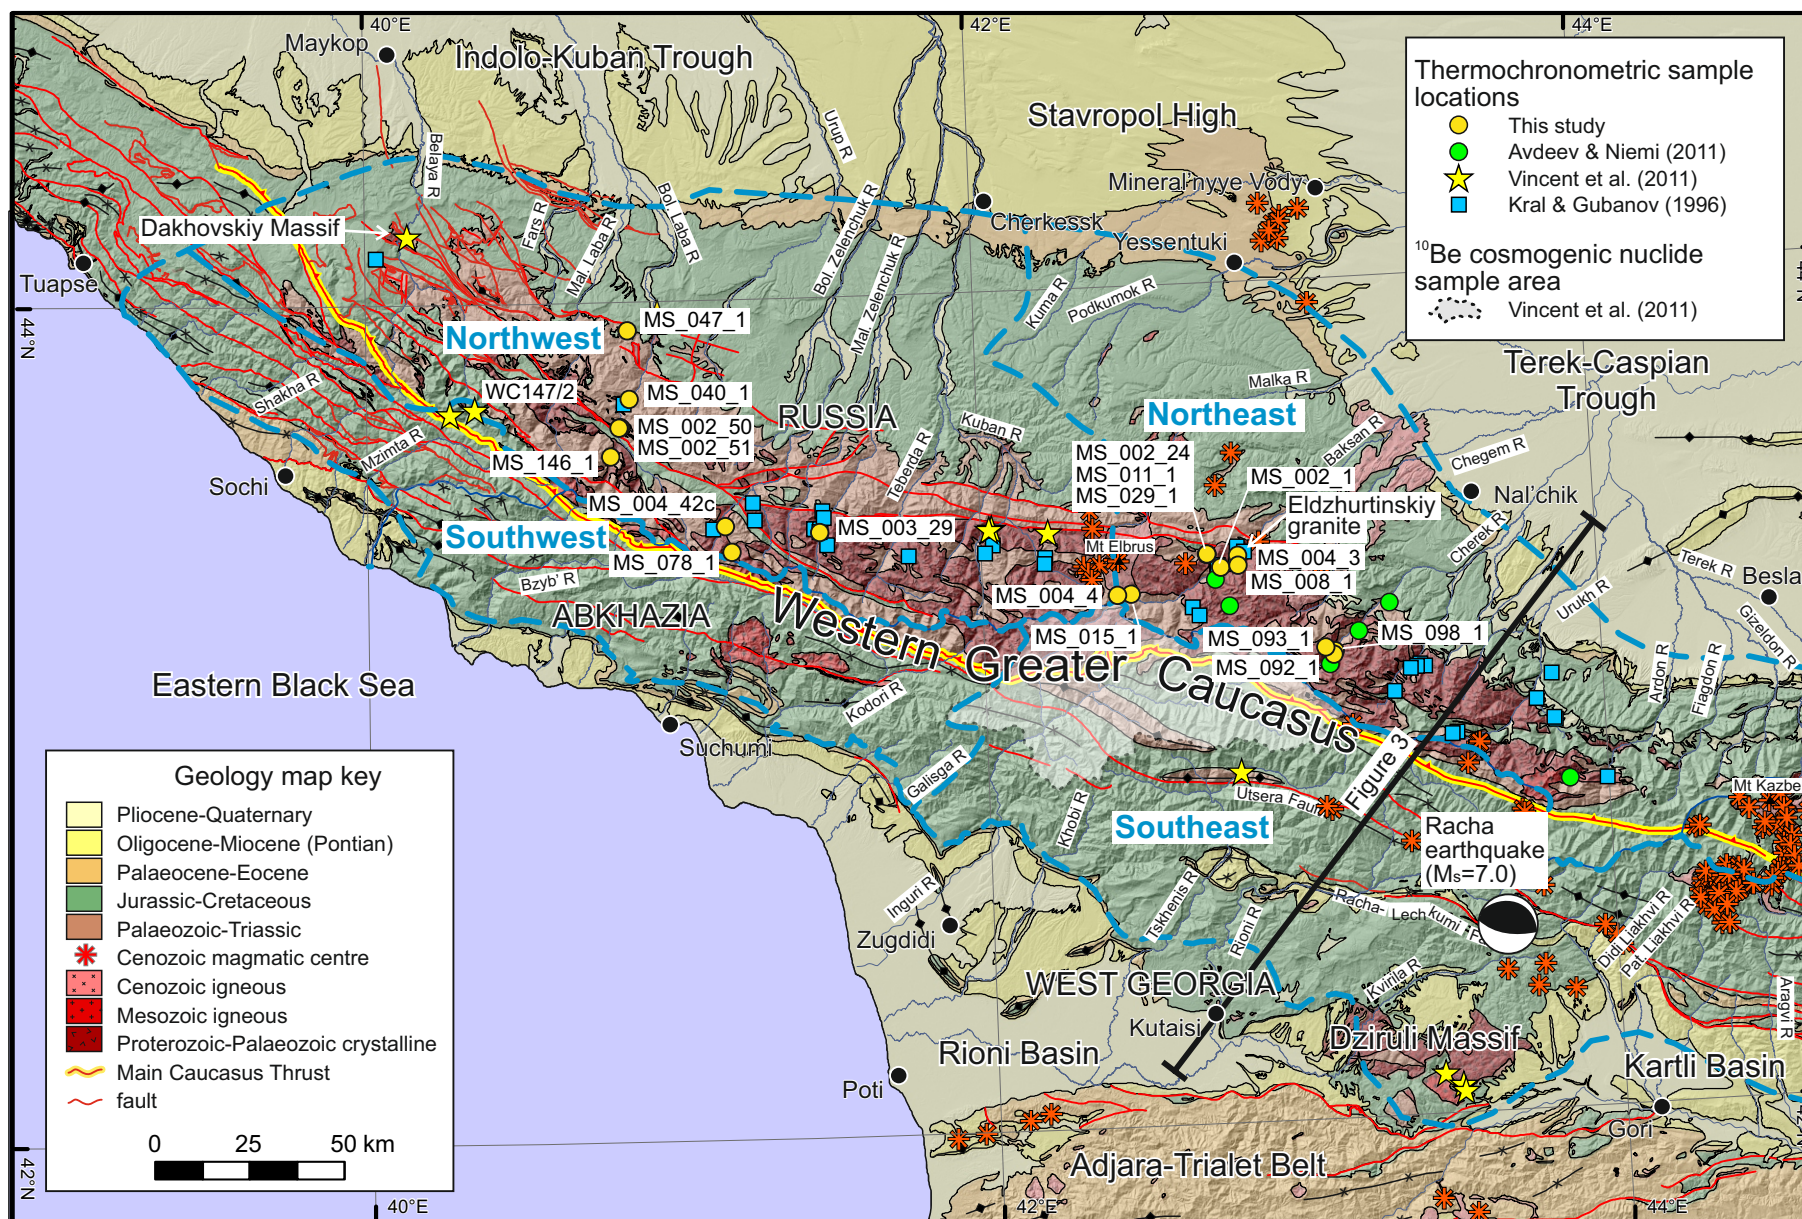 40°E
42°E
44°E
Maykop
Indolo-Kuban Trough
Stavropol High
Urup R
Belaya R
Mineral'nyye Vody
Cherkessk
Yessentuki
Dakhovskiy Massif
Tuapse
Fars R
Mal. Laba R
Bol. Laba R
Bol. Zelenchuk R
Mal. Zelenchuk R
Kuma R
Podkumok R
Thermochronometric sample
locations
This study
Avdeev & Niemi (2011)
Vincent et al. (2011)
Kral & Gubanov (1996)
10Be cosmogenic nuclide
sample area
Vincent et al. (2011)
44°N
MS_047_1
Northwest
Terek-Caspian
Trough
Malka R
Shakha R
WC147/2
MS_040_1
RUSSIA
Northeast
MS_002_50
MS_002_51
Kuban R
Teberda R
Baksan R
Chegem R
Mzimta R
MS_146_1
MS_002_24
MS_011_1
MS_029_1
MS_002_1
Eldzhurtinskiy
granite
Nal'chik
Sochi
MS_004_42c
MS_003_29
Southwest
Mt Elbrus
MS_004_3
Cherek R
MS_078_1
MS_008_1
Terek R
Bzyb' R
MS_004_4
Urukh R
Gizeldon R
ABKHAZIA
MS_015_1
MS_093_1
MS_098_1
MS_092_1
Western Greater Caucasus
Ardon R
Fiagdon R
Eastern Black Sea
Kodori R
Suchumi
Galisga R
Khobi R
Utsera
Figure 3
Southeast
Racha
earthquake
(Ms=7.0)
Geology map key
Pliocene-Quaternary
Oligocene-Miocene (Pontian)
Palaeocene-Eocene
Jurassic-Cretaceous
Palaeozoic-Triassic
Cenozoic magmatic centre
Cenozoic igneous
Mesozoic igneous
Proterozoic-Palaeozoic crystalline
Main Caucasus Thrust
fault
0 25 50 km
Inguri R
Zugdidi
Tskhenis R
Rioni R
Racha-
Didi Liakhvi R
Pat. Liakhvi R
WEST GEORGIA
Kvirila R
Aragvi R
Kutaisi
Dziruli Massif
Rioni Basin
Kartli Basin
Poti
Gori
Adjara-Trialet Belt
42°N
40°E
42°E
44°E